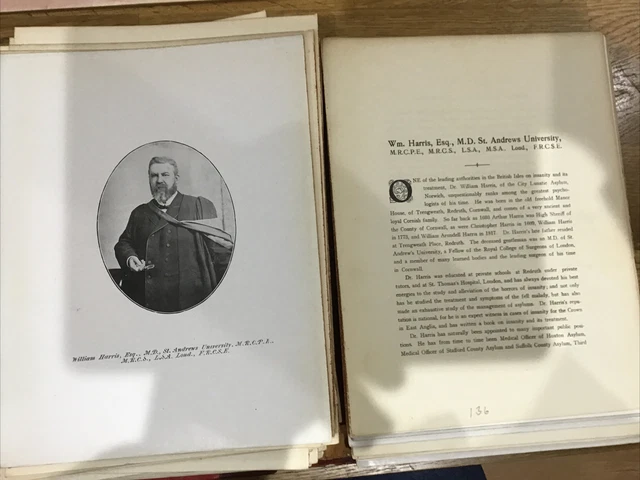 William Harris, Esq., M.D., St. Andrews University, M.R.C.P.E.,
M.R.C.S., L.S.A. Lond., F.R.C.S.E.
Wm. Harris, Esq., M.D. St. Andrews University,
M.R.C.P.E., M.R.C.S., L.S.A., M.S.A. Lond., F.R.C.S.E.
ONE of the leading authorities in the British Isles on insanity and its
treatment, Dr. William Harris, of the City Lunatic Asylum,
Norwich, unquestionably ranks among the greatest psycho-
logists of his time. He was born at the old freehold Manor
House, of Trengweath, Redruth, Cornwall, and comes of a very ancient and
loyal Cornish family. So far back as Arthur Harris was High Sheriff of
the County of Cornwall, as were Christopher Harris in
in 1773, and William Arundell Harris in 1817. Dr. Harris's late father resided
at Trengweath Place, Redruth. The deceased gentleman was an M.D. of St.
Andrew's University, a Fellow of the Royal College of Surgeons of London,
and a member of many learned bodies and the leading surgeon of his time
in Cornwall.
Dr. Harris was educated at private schools at Redruth under private
tutors, and at St. Thomas's Hospital, London, and has always devoted his best
energies to the study and alleviation of the horrors of insanity; and not only
has he studied the treatment and symptoms of the fell malady, but has also
made an exhaustive study of the management of asylums. Dr. Harris's repu-
tation is national, for he is an expert witness in cases of insanity for the Crown
in East Anglia, and has written a book on insanity and its treatment.
Dr. Harris has naturally been appointed to many important public posi-
tions. He has from time to time been Medical Officer of Hoxton Asylum,
Medical Officer of Stafford County Asylum and Suffolk County Asylum, Third
136